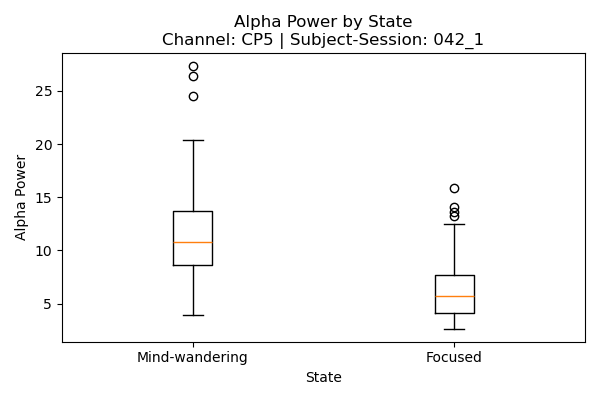 Alpha Power by State
Channel: CP5 | Subject-Session: 042_1
Alpha Power
25
20
15
10
5
Mind-wandering
Focused
State